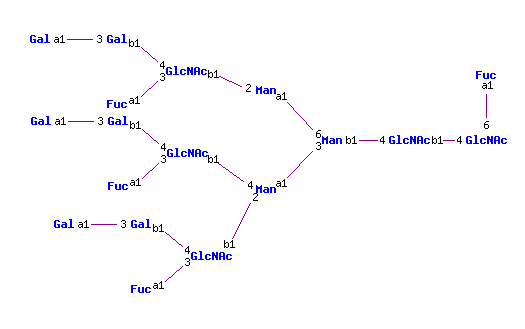 Gal a1 3 Gal b1
4 GlcNAc b1
3
Fuc a1
2 Man a1
Fuc
a1
6
Gal a1 3 Gal b1
6 Man b1 4 GlcNAc b1 4 GlcNAc
3
4 GlcNAc b1
3
Fuc a1
4 Man a1
2
Gal a1 3 Gal b1
b1
4 GlcNAc
3
Fuc a1